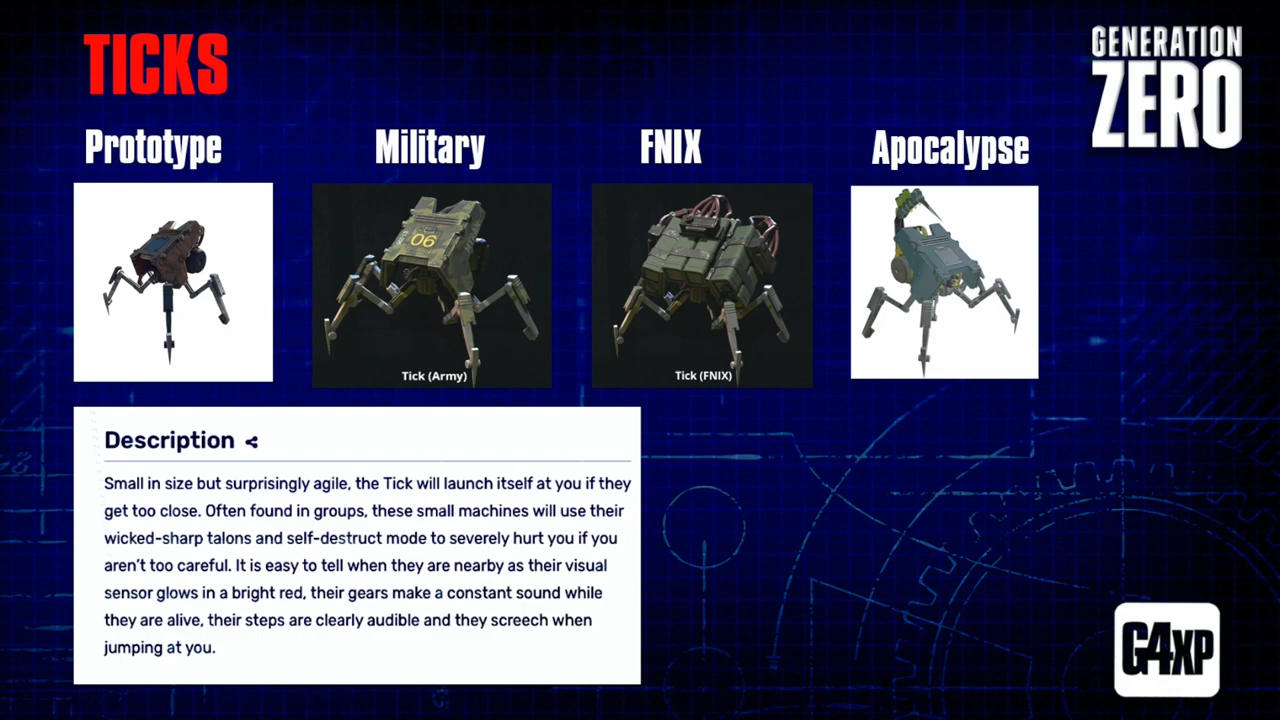 TICKS
GENERATION
ZERO
Prototype
Military
FNIX
Apocalypse
06
Tick (Army)
Tick (FNIX)
Description
Small in size but surprisingly agile, the Tick will launch itself at you if they
get too close. Often found in groups, these small machines will use their
wicked-sharp talons and self-destruct mode to severely hurt you if you
aren't too careful. It is easy to tell when they are nearby as their visual
sensor glows in a bright red, their gears make a constant sound while
they are alive, their steps are clearly audible and they screech when
jumping at you.
G4XP